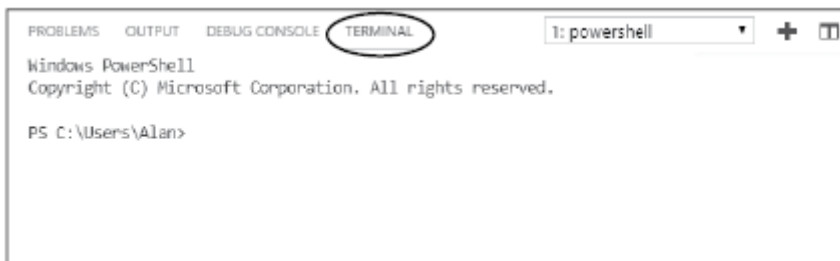 PROBLEMS OUTPUT DEBUG CONSOLE TERMINAL 1: powershell
Windows PowerShell
Copyright (C) Microsoft Corporation. All rights reserved.
PS C:\Users\Alan>